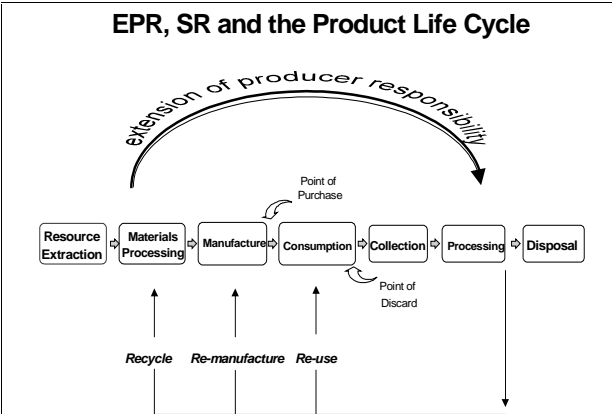 EPR, SR and the Product Life Cycle
extension of producer responsibility
Point of
Purchase
Resource
Extraction
Materials
Processing
Manufacture
Consumption
Collection
Processing
Disposal
Point of
Discard
Recycle
Re-manufacture
Re-use